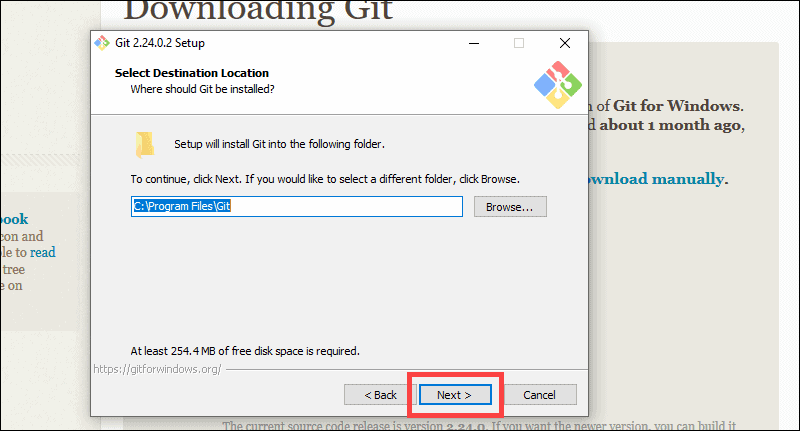 Downloading Git
Git 2.24.0.2 Setup
Select Destination Location
Where should Git be installed?
n of Git for Windows.
d about 1 month ago,
Setup will install Git into the following folder.
To continue, click Next. If you would like to select a different folder, click Browse.
ownload manually.
C:\Program Files\Git
Browse...
ook
con and
le to read
tree
e on
At least 254.4 MB of free disk space is required.
https://gitforwindows.org/
< Back
Next >
Cancel
The current source code release is version 2.24.0. If you want the newer version, you can build it